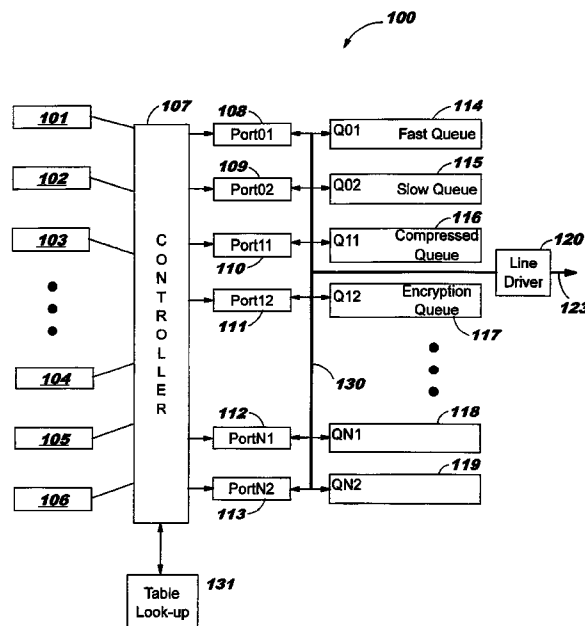 100
101
102
103
104
105
106
107
CONTROLLER
108
Port01
109
Port02
Port11
110
Port12
111
112
PortN1
PortN2
113
114
Q01 Fast Queue
115
Q02 Slow Queue
116
Q11 Compressed
Queue
Q12 Encryption
Queue
117
118
QN1
119
QN2
120
Line
Driver
123
130
Table
Look-up
131